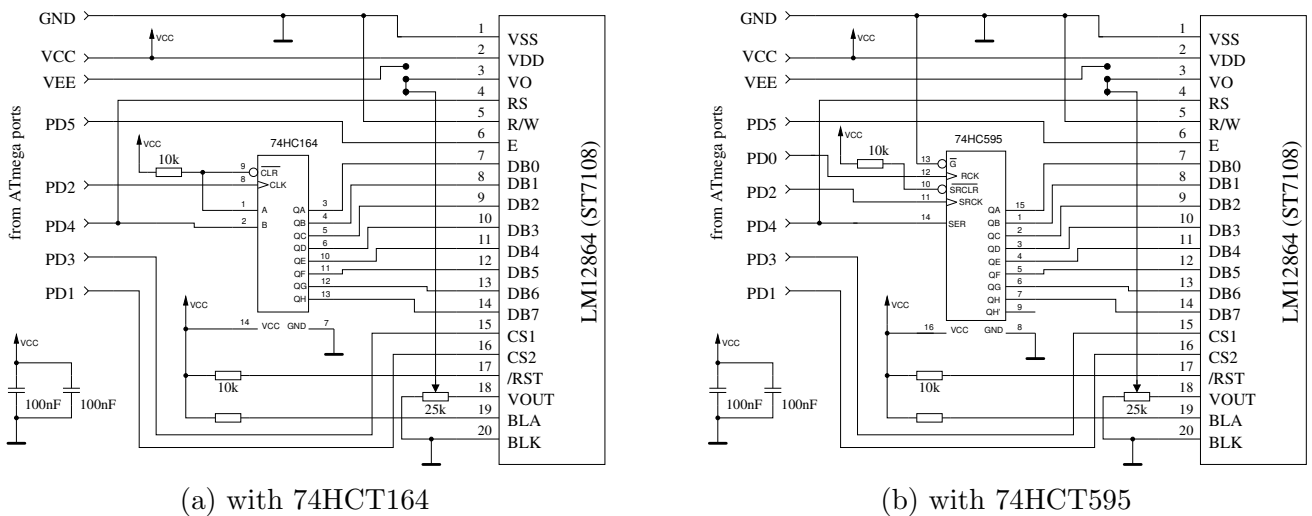 GND
VCC
VCC
VEE
PD5
PD2
PD4
PD3
PD1
from ATmega ports
VCC
10k
74HC164
9
CLR
8
CLK
1
A
2
B
QA
3
QB
4
QC
5
QD
6
QE
10
QF
11
QG
12
QH
13
14
VCC
GND
7
VCC
10k
VCC
100nF
100nF
25k
1
VSS
2
VDD
3
VO
4
RS
5
R/W
6
E
7
DB0
8
DB1
9
DB2
10
DB3
11
DB4
12
DB5
13
DB6
14
DB7
15
CS1
16
CS2
17
/RST
18
VOUT
19
BLA
20
BLK
LM12864 (ST7108)
(a) with 74HCT164
GND
VCC
VCC
VEE
PD5
PD0
PD2
PD4
PD3
PD1
from ATmega ports
VCC
10k
74HC595
13
G
12
RCK
10
SRCLR
11
SRCK
14
SER
QA
15
QB
1
QC
2
QD
3
QE
4
QF
5
QG
6
QH
7
QH'
9
16
VCC
GND
8
VCC
10k
VCC
100nF
100nF
25k
1
VSS
2
VDD
3
VO
4
RS
5
R/W
6
E
7
DB0
8
DB1
9
DB2
10
DB3
11
DB4
12
DB5
13
DB6
14
DB7
15
CS1
16
CS2
17
/RST
18
VOUT
19
BLA
20
BLK
LM12864 (ST7108)
(b) with 74HCT595